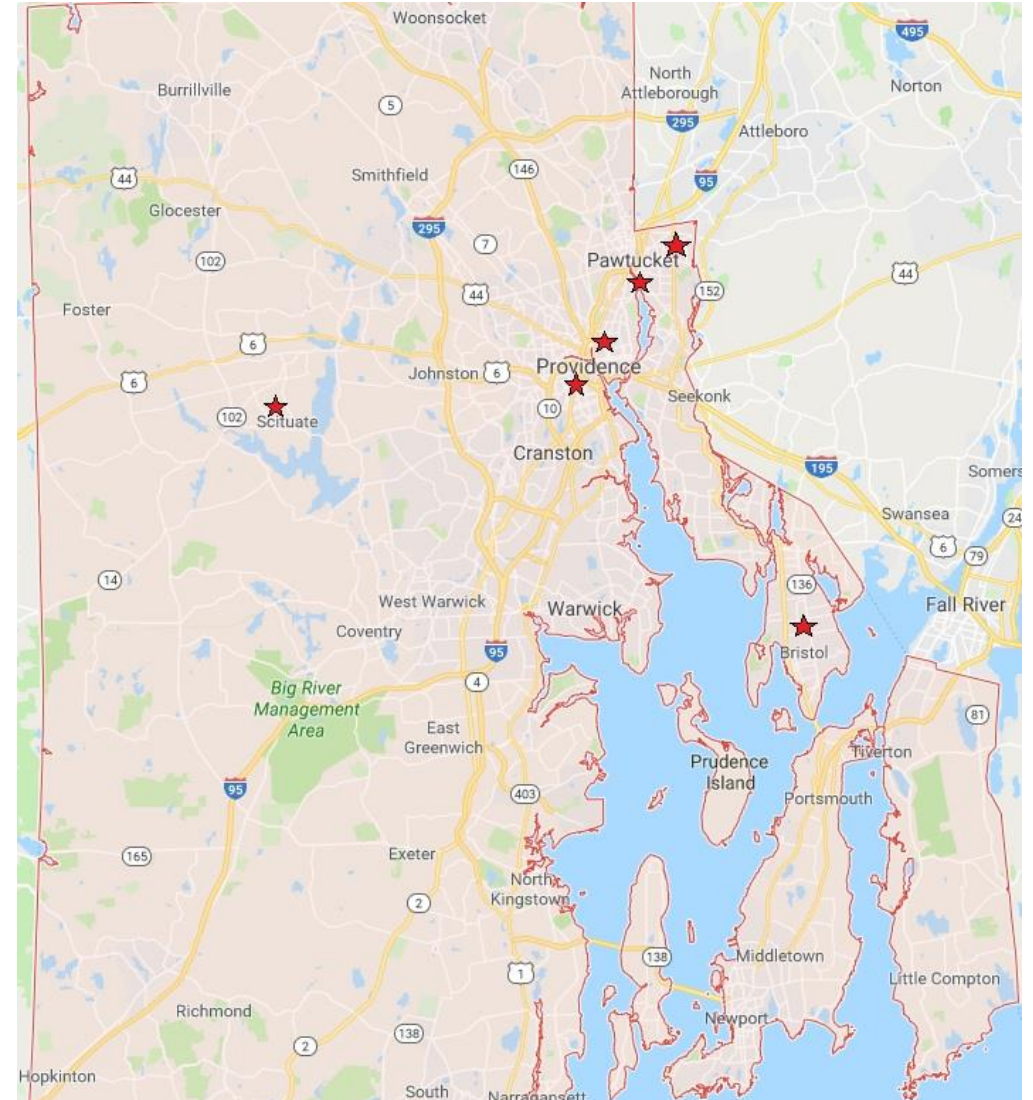 Woonsocket
495
North
Attleborough
Norton
Burrillville
5
295
Attleboro
146
Smithfield
44
95
Glocester
295
7
Pawtucket
102
44
152
44
Foster
6
Providence
6
Johnston
6
Seekonk
10
102
Scituate
Cranston
195
Somers
Swansea
24
6
79
14
136
West Warwick
Warwick
Fall River
Coventry
95
Bristol
4
Big River
Management
Area
81
East
Greenwich
Tiverton
Prudence
Island
95
403
Portsmouth
165
Exeter
North
Kingstown
2
138
Middletown
1
Little Compton
Richmond
Newport
138
2
Hopkinton
South
Narragansett